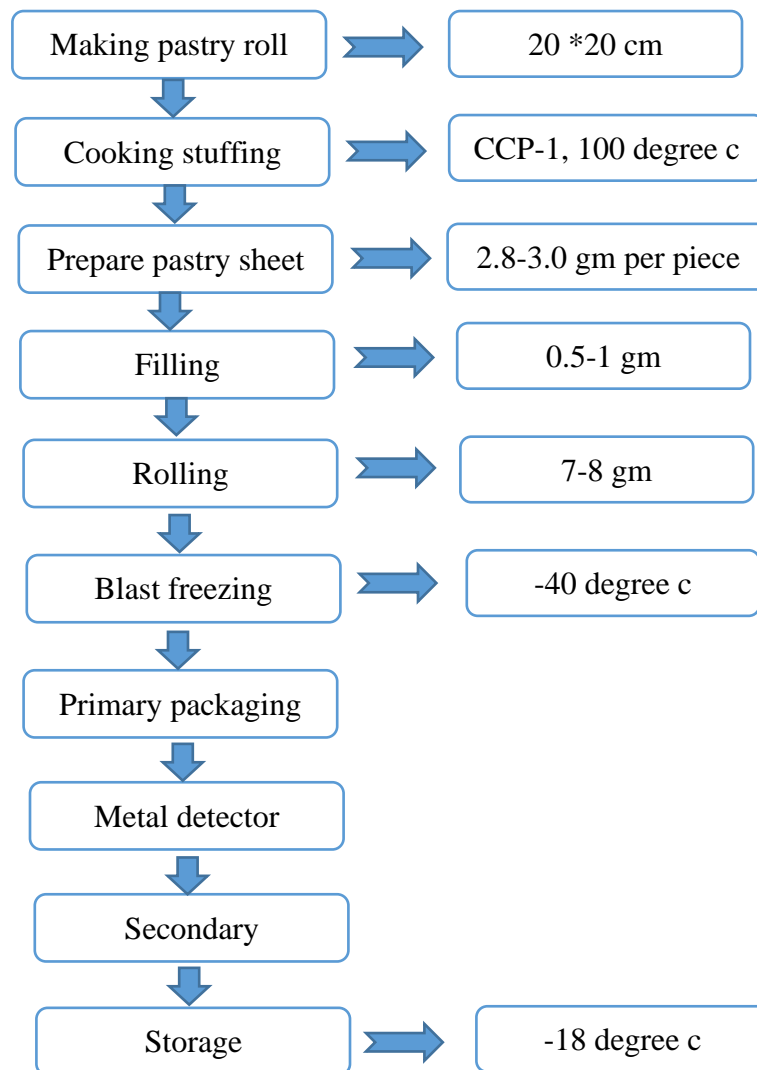 Making pastry roll
20 *20 cm
Cooking stuffing
CCP-1, 100 degree c
Prepare pastry sheet
2.8-3.0 gm per piece
Filling
0.5-1 gm
Rolling
7-8 gm
Blast freezing
-40 degree c
Primary packaging
Metal detector
Secondary
Storage
-18 degree c